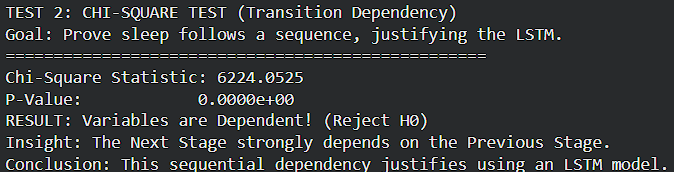 TEST 2: CHI-SQUARE TEST (Transition Dependency)
Goal: Prove sleep follows a sequence, justifying the LSTM.
==================================================
Chi-Square Statistic: 6224.0525
P-Value:            0.0000e+00
RESULT: Variables are Dependent! (Reject H0)
Insight: The Next Stage strongly depends on the Previous Stage.
Conclusion: This sequential dependency justifies using an LSTM model.